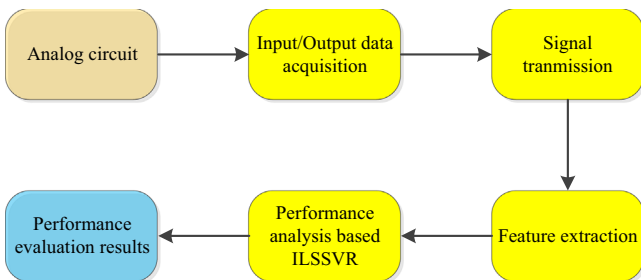 Analog circuit
Input/Output data
acquisition
Signal
tranmission
Feature extraction
Performance
analysis based
ILSSVR
Performance
evaluation results